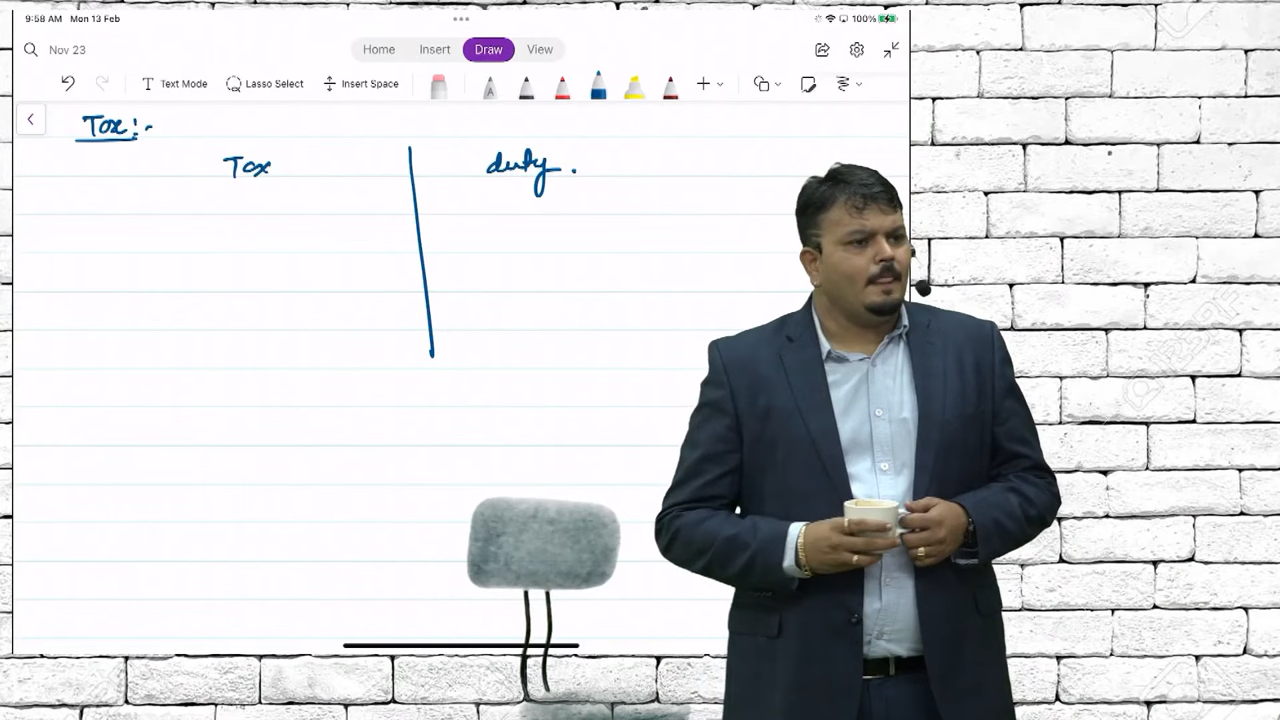 9:58 AM Mon 13 Feb
100%
Nov 23
Home Insert Draw View
Text Mode Lasso Select Insert Space
Tax:-
Tax duty.